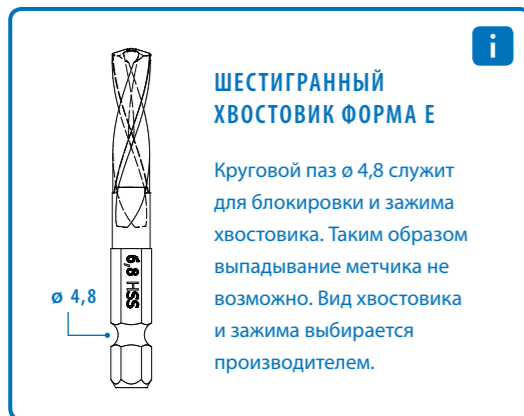 i
ШЕСТИГРАННЫЙ
ХВОСТОВИК ФОРМА E
Круговой паз ø 4,8 служит
для блокировки и зажима
хвостовика. Таким образом
выпадывание метчика не
возможно. Вид хвостовика
и зажима выбирается
производителем.
6,8 HSS
ø 4,8